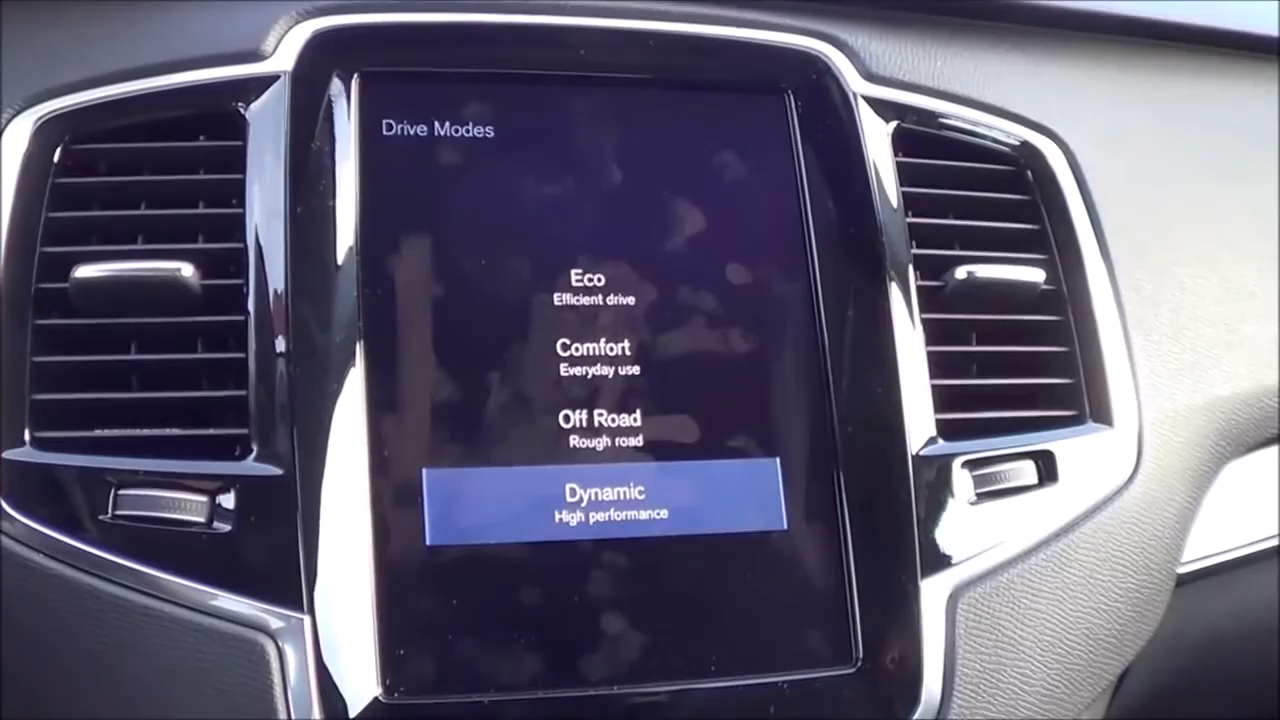 Drive Modes
Eco
Efficient drive
Comfort
Everyday use
Off Road
Rough road
Dynamic
High performance